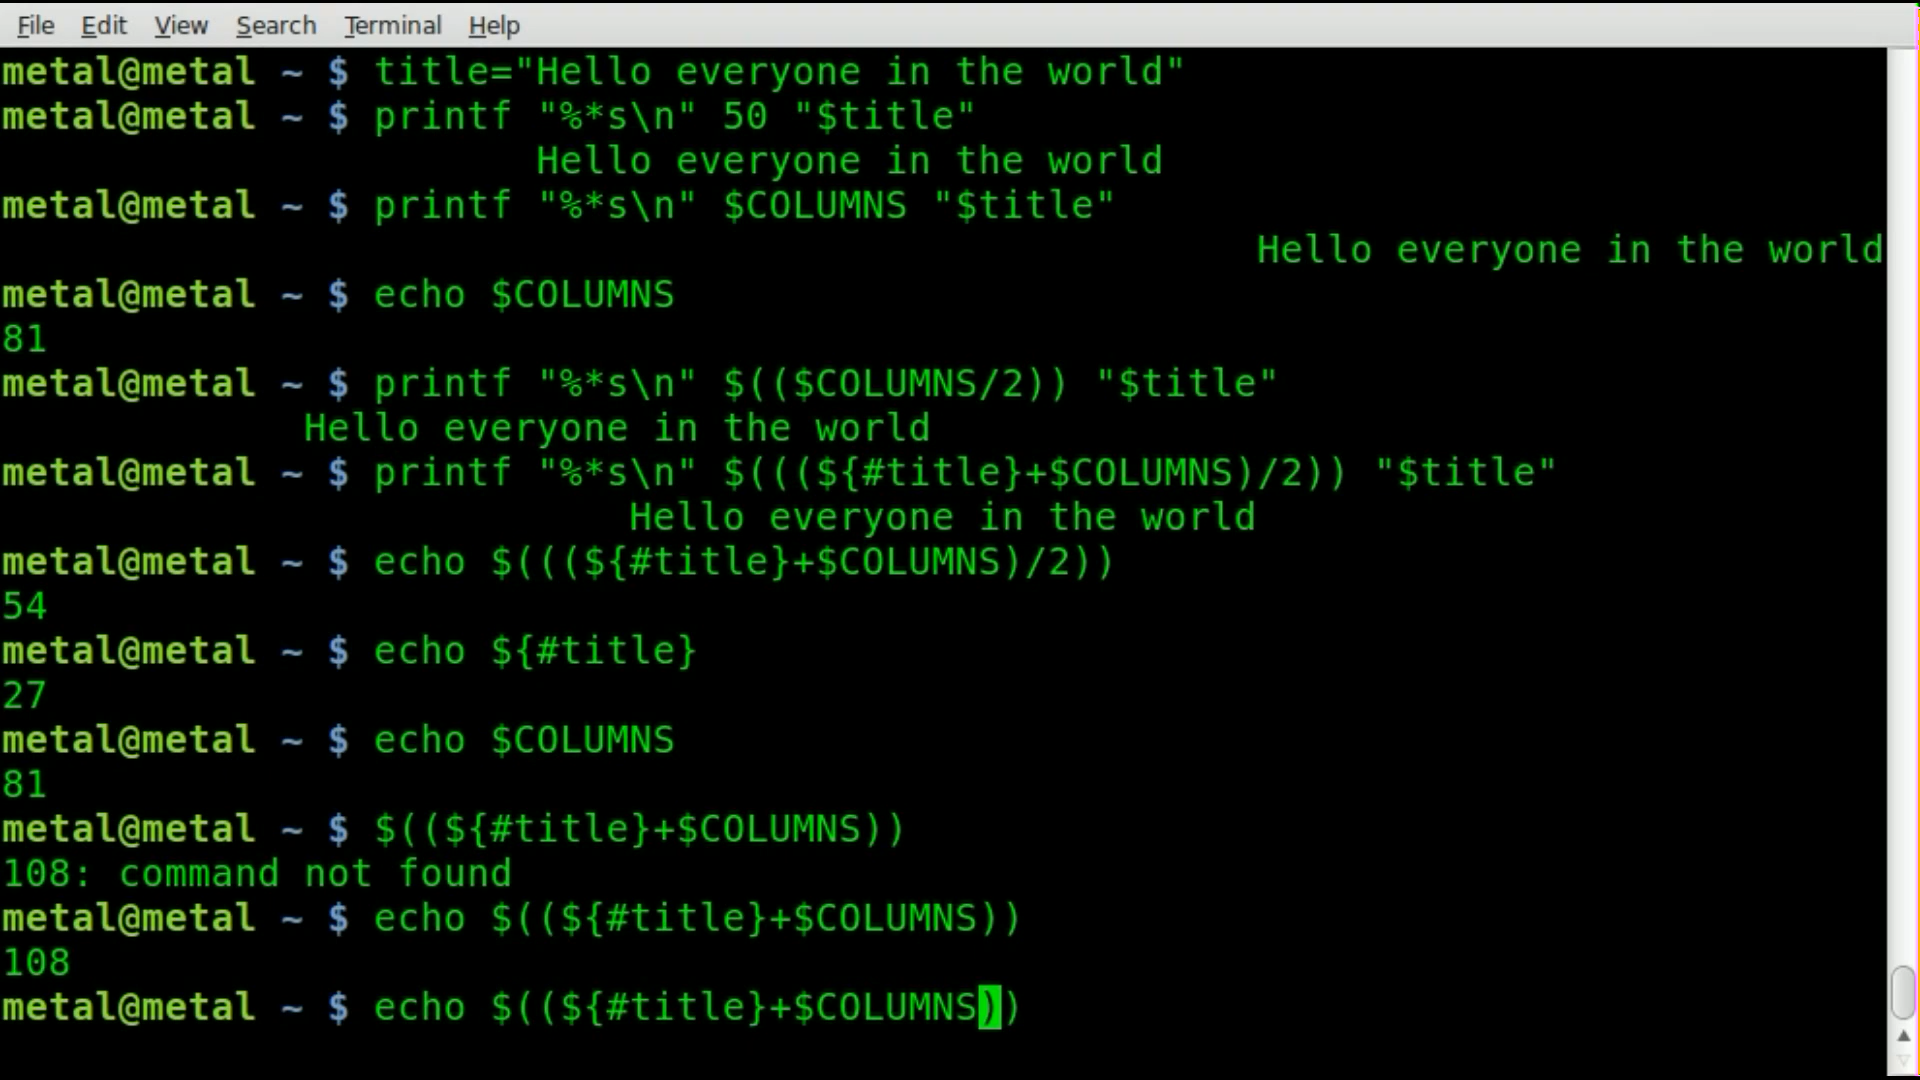 File Edit View Search Terminal Help
metal@metal ~ $ title="Hello everyone in the world"
metal@metal ~ $ printf "%*s\n" 50 "$title"
Hello everyone in the world
metal@metal ~ $ printf "%*s\n" $COLUMNS "$title"
Hello everyone in the world
metal@metal ~ $ echo $COLUMNS
81
metal@metal ~ $ printf "%*s\n" $(($COLUMNS/2)) "$title"
Hello everyone in the world
metal@metal ~ $ printf "%*s\n" $(((${#title}+$COLUMNS)/2)) "$title"
Hello everyone in the world
metal@metal ~ $ echo $(((${#title}+$COLUMNS)/2))
54
metal@metal ~ $ echo ${#title}
27
metal@metal ~ $ echo $COLUMNS
81
metal@metal ~ $ $((${#title}+$COLUMNS))
108: command not found
metal@metal ~ $ echo $((${#title}+$COLUMNS))
108
metal@metal ~ $ echo $((${#title}+$COLUMNS))